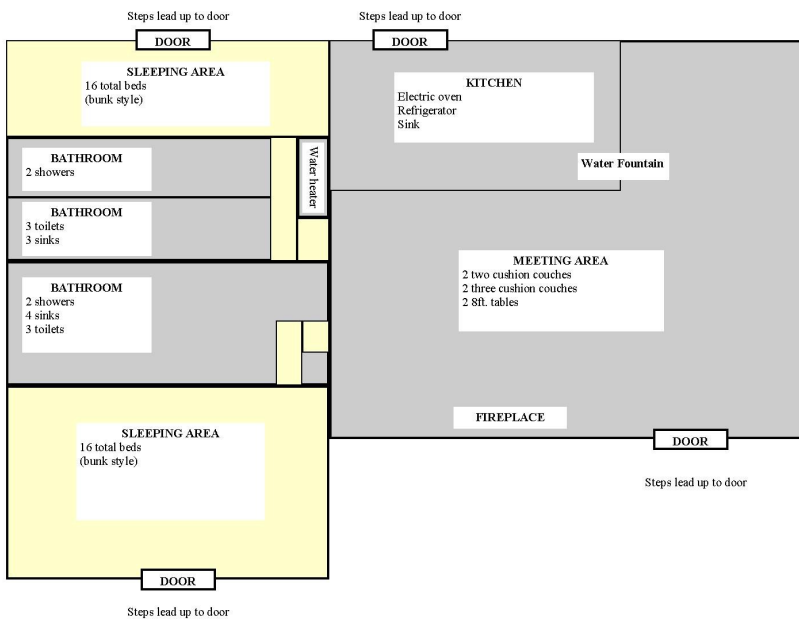 Steps lead up to door
Steps lead up to door
DOOR
DOOR
SLEEPING AREA
16 total beds
(bunk style)
KITCHEN
Electric oven
Refrigerator
Sink
Water heater
BATHROOM
2 showers
Water Fountain
BATHROOM
3 toilets
3 sinks
MEETING AREA
2 two cushion couches
2 three cushion couches
2 8ft. tables
BATHROOM
2 showers
4 sinks
3 toilets
FIREPLACE
DOOR
Steps lead up to door
SLEEPING AREA
16 total beds
(bunk style)
DOOR
Steps lead up to door